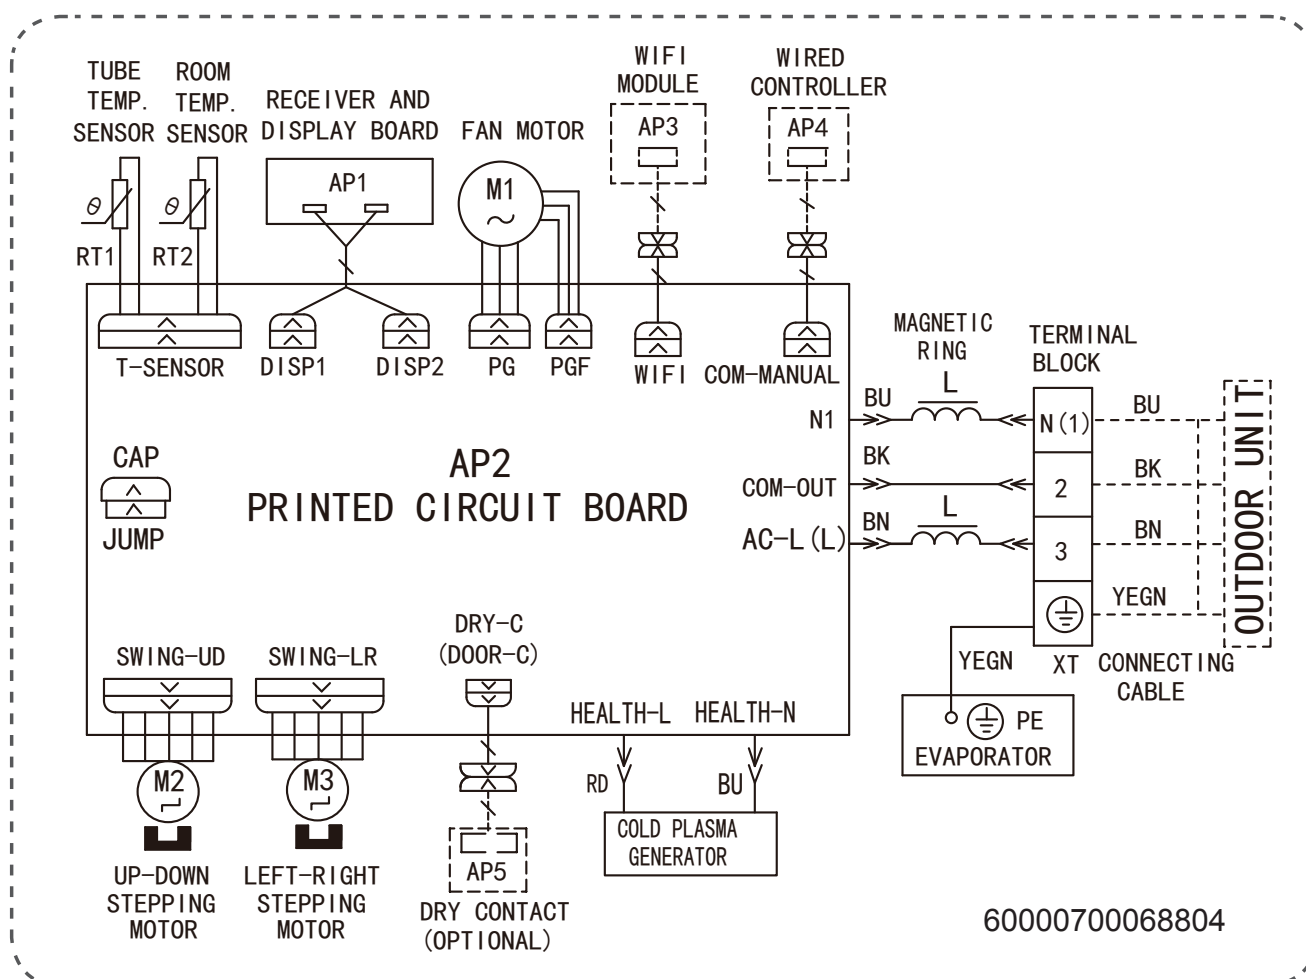 TUBE
TEMP.
SENSOR
ROOM
TEMP.
SENSOR
RECEIVER AND
DISPLAY BOARD
FAN MOTOR
WIFI
MODULE
WIRED
CONTROLLER
AP3
AP4
AP1
M1
θ
θ
RT1
RT2
T-SENSOR
DISP1
DISP2
PG
PGF
WIFI
COM-MANUAL
MAGNETIC
RING
TERMINAL
BLOCK
N1
BU
L
N(1)
BU
CAP
JUMP
AP2
PRINTED CIRCUIT BOARD
COM-OUT
BK
2
BK
AC-L(L)
BN
L
3
BN
YEGN
OUTDOOR UNIT
XT
CONNECTING
CABLE
YEGN
PE
EVAPORATOR
SWING-UD
SWING-LR
DRY-C
(DOOR-C)
HEALTH-L
HEALTH-N
M2
M3
RD
BU
COLD PLASMA
GENERATOR
AP5
UP-DOWN
STEPPING
MOTOR
LEFT-RIGHT
STEPPING
MOTOR
DRY CONTACT
(OPTIONAL)
60000700068804